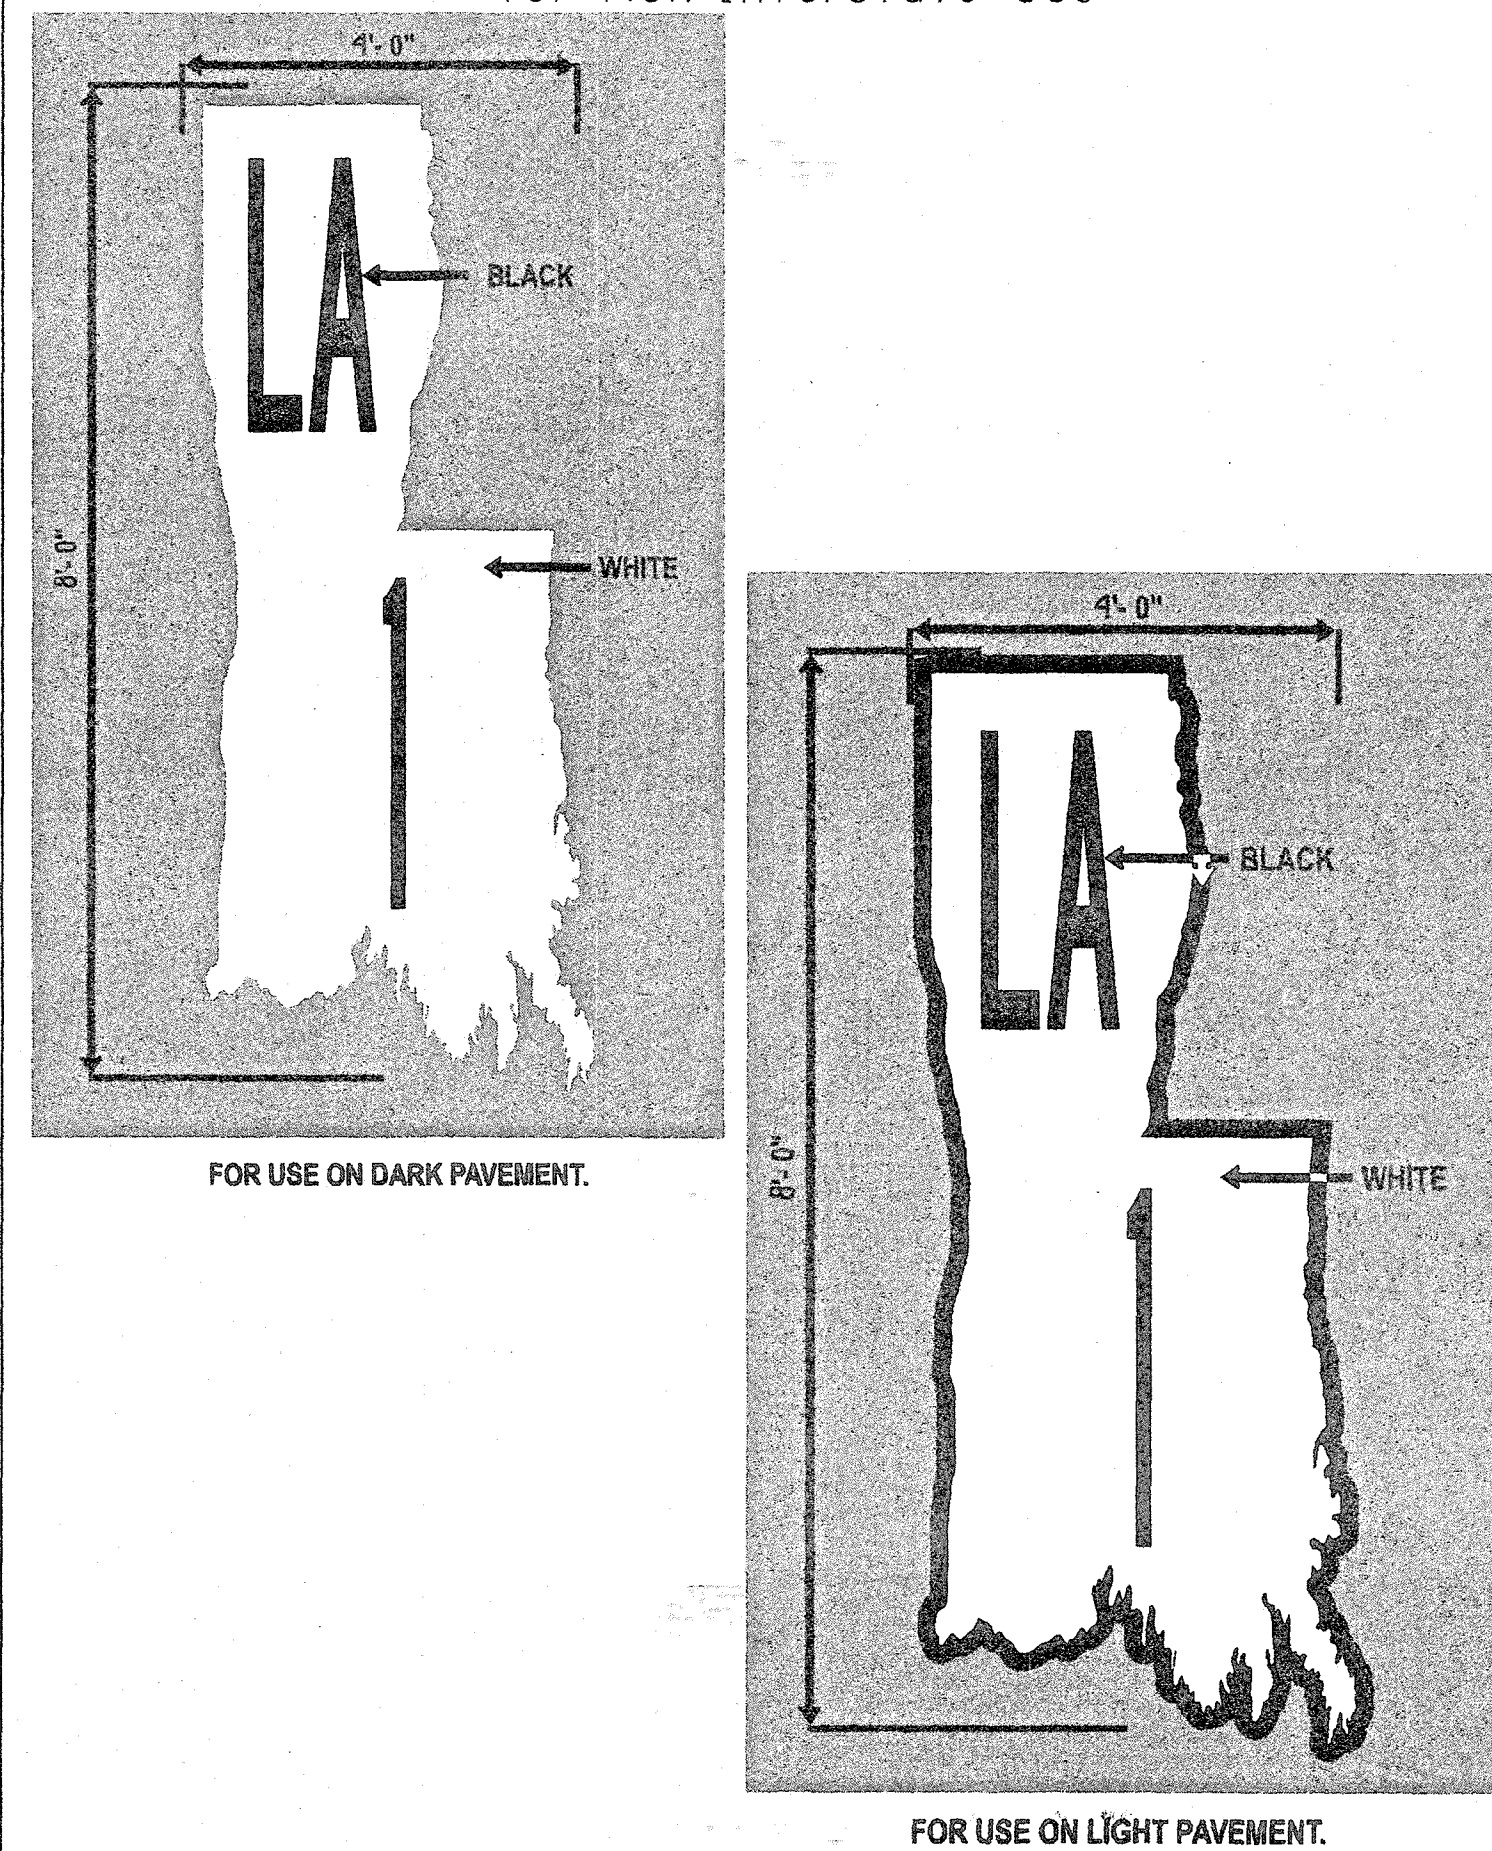 4'- 0"
LA
BLACK
8'- 0"
WHITE
1
FOR USE ON DARK PAVEMENT.
4'- 0"
LA
BLACK
8'- 0"
WHITE
1
FOR USE ON LIGHT PAVEMENT.